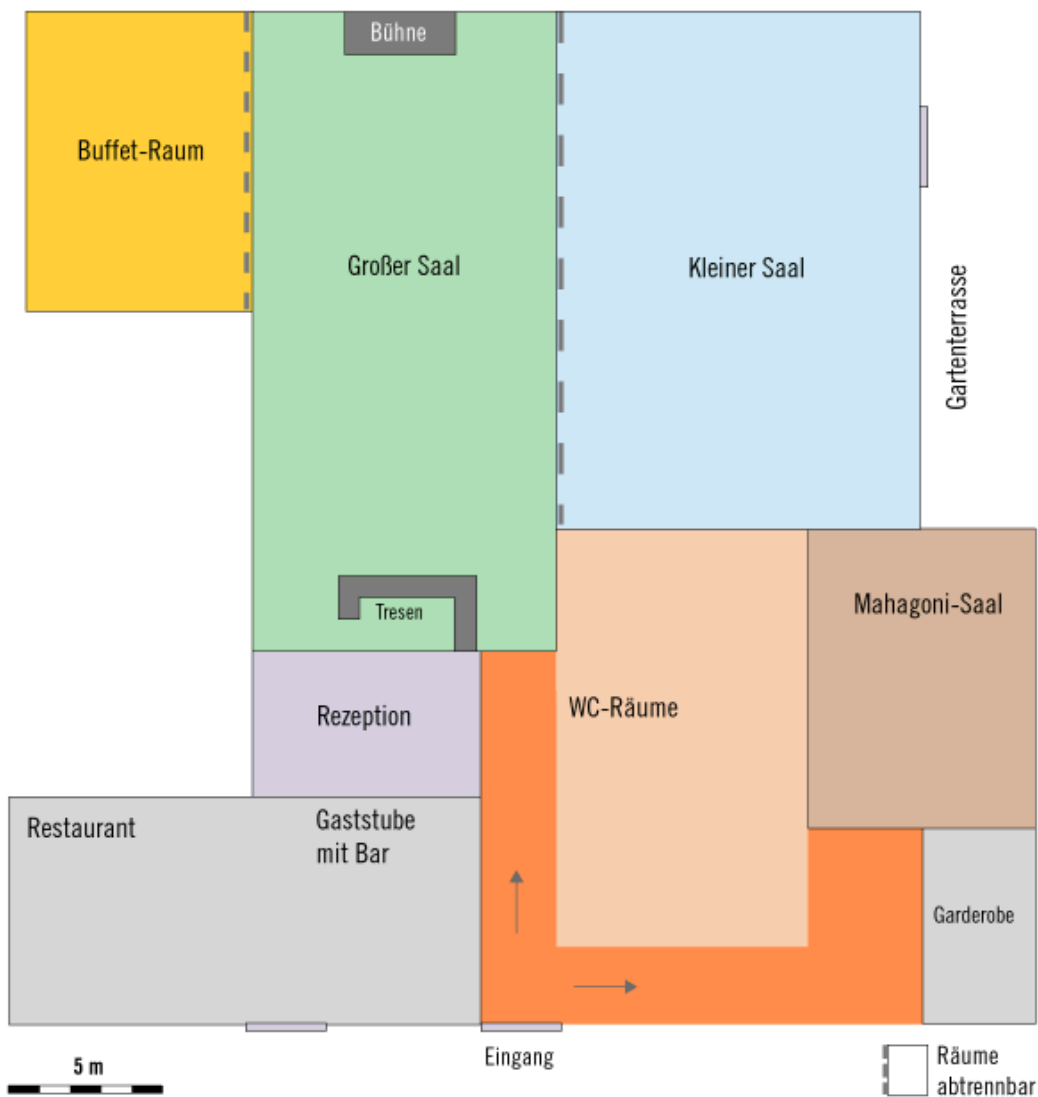 Bühne
Buffet-Raum
Großer Saal
Kleiner Saal
Gartenterrasse
Tresen
Mahagoni-Saal
Rezeption
WC-Räume
Restaurant
Gaststube
mit Bar
Garderobe
Eingang
5 m
Räume
abtrennbar